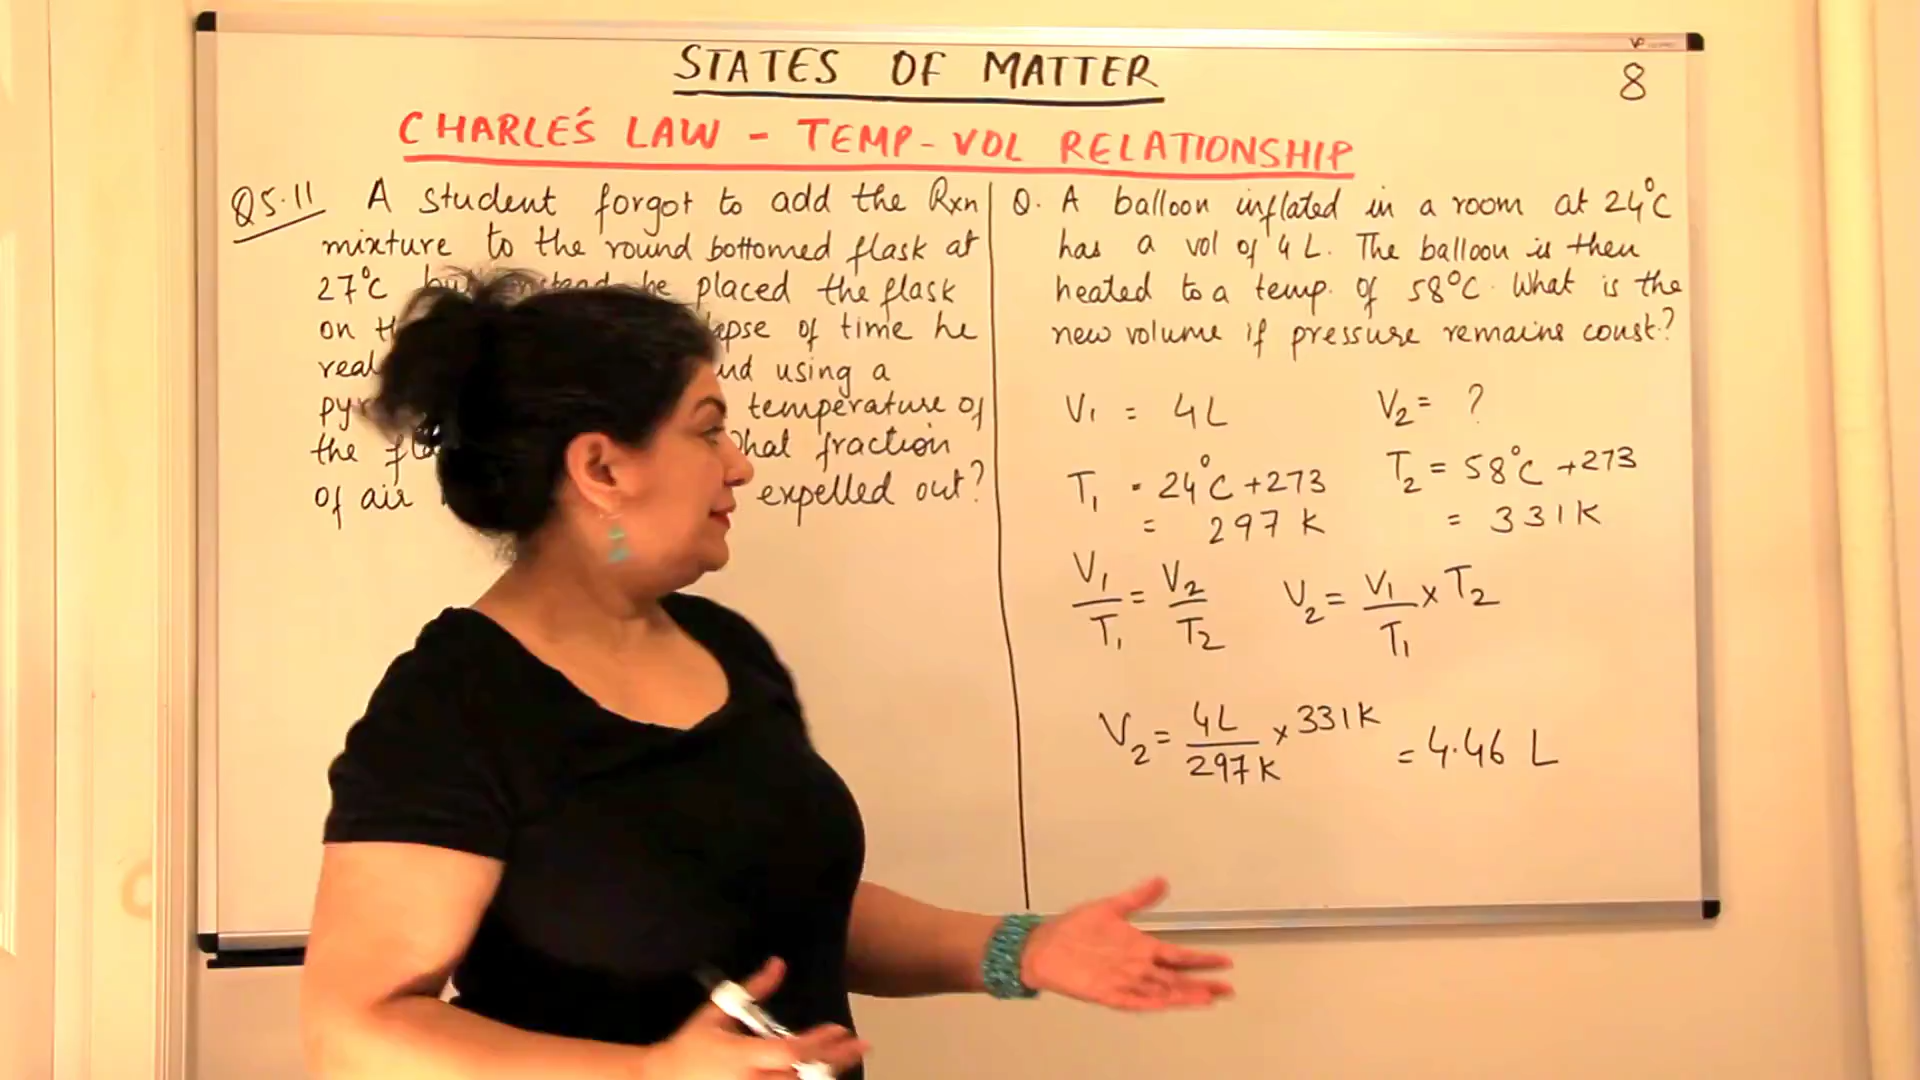 STATES OF MATTER
8
CHARLE'S LAW - TEMP-VOL RELATIONSHIP
Q5.11 A student forgot to add the Rxn
mixture to the round bottomed flask at
27°C placed the flask
on of time he
using a
temperature of
the fraction
of air expelled out?
Q. A balloon inflated in a room at 24°C
has a vol of 4 L. The balloon is then
heated to a temp. of 58°C. What is the
new volume if pressure remains const.?
V1 = 4L V2 = ?
T1 = 24°C +273 T2 = 58°C +273
= 297 K = 331K
V1/T1 = V2/T2 V2 = V1/T1 x T2
V2 = 4L/297K x 331K = 4.46 L